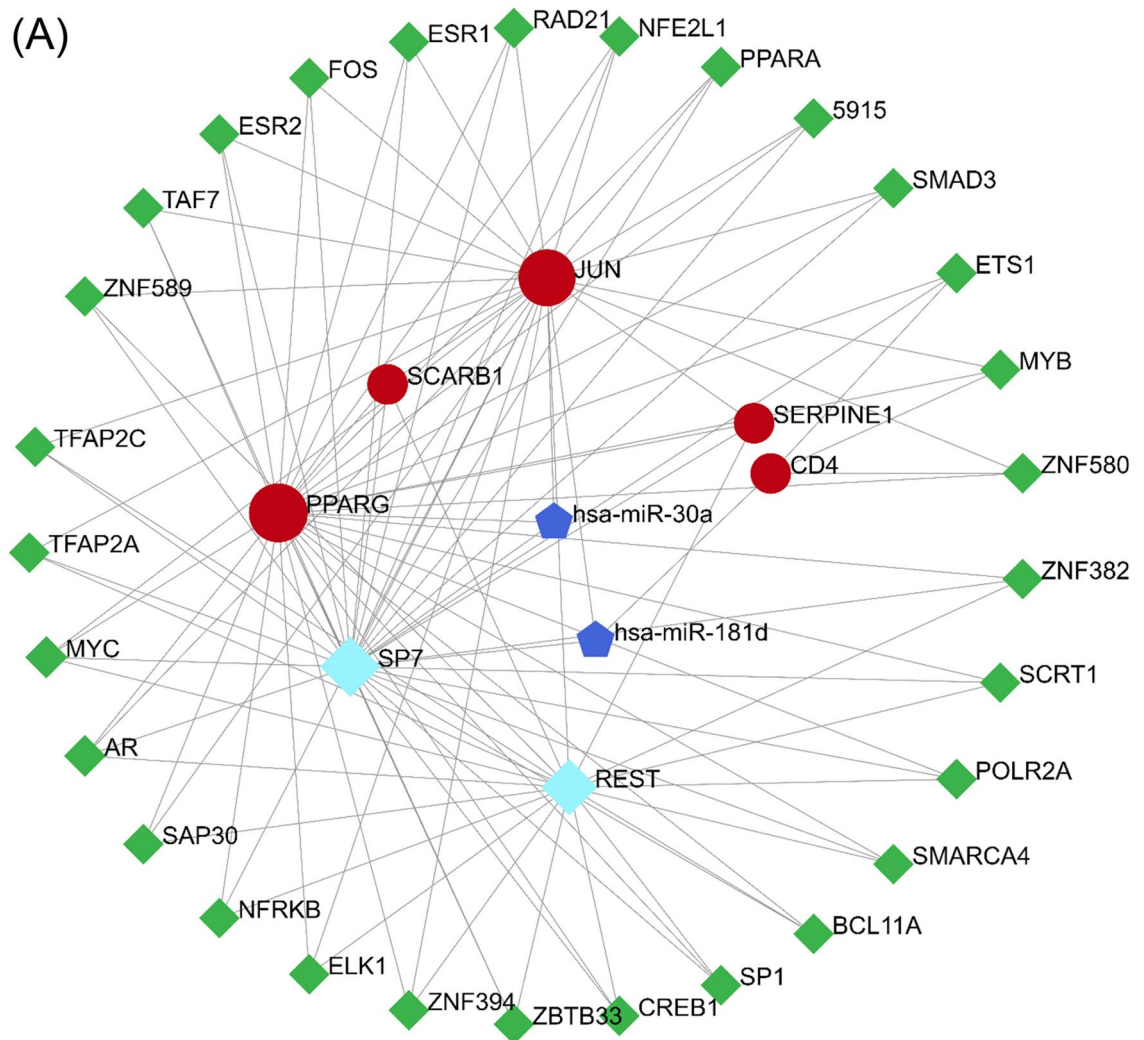 (A)
RAD21
ESR1
NFE2L1
FOS
PPARA
5915
ESR2
SMAD3
TAF7
JUN
ETS1
ZNF589
MYB
SCARB1
SERPINE1
TFAP2C
CD4
ZNF580
PPARG
hsa-miR-30a
TFAP2A
ZNF382
hsa-miR-181d
MYC
SP7
SCRT1
AR
REST
POLR2A
SAP30
SMARCA4
NFRKB
BCL11A
ELK1
SP1
ZNF394
ZBTB33
CREB1